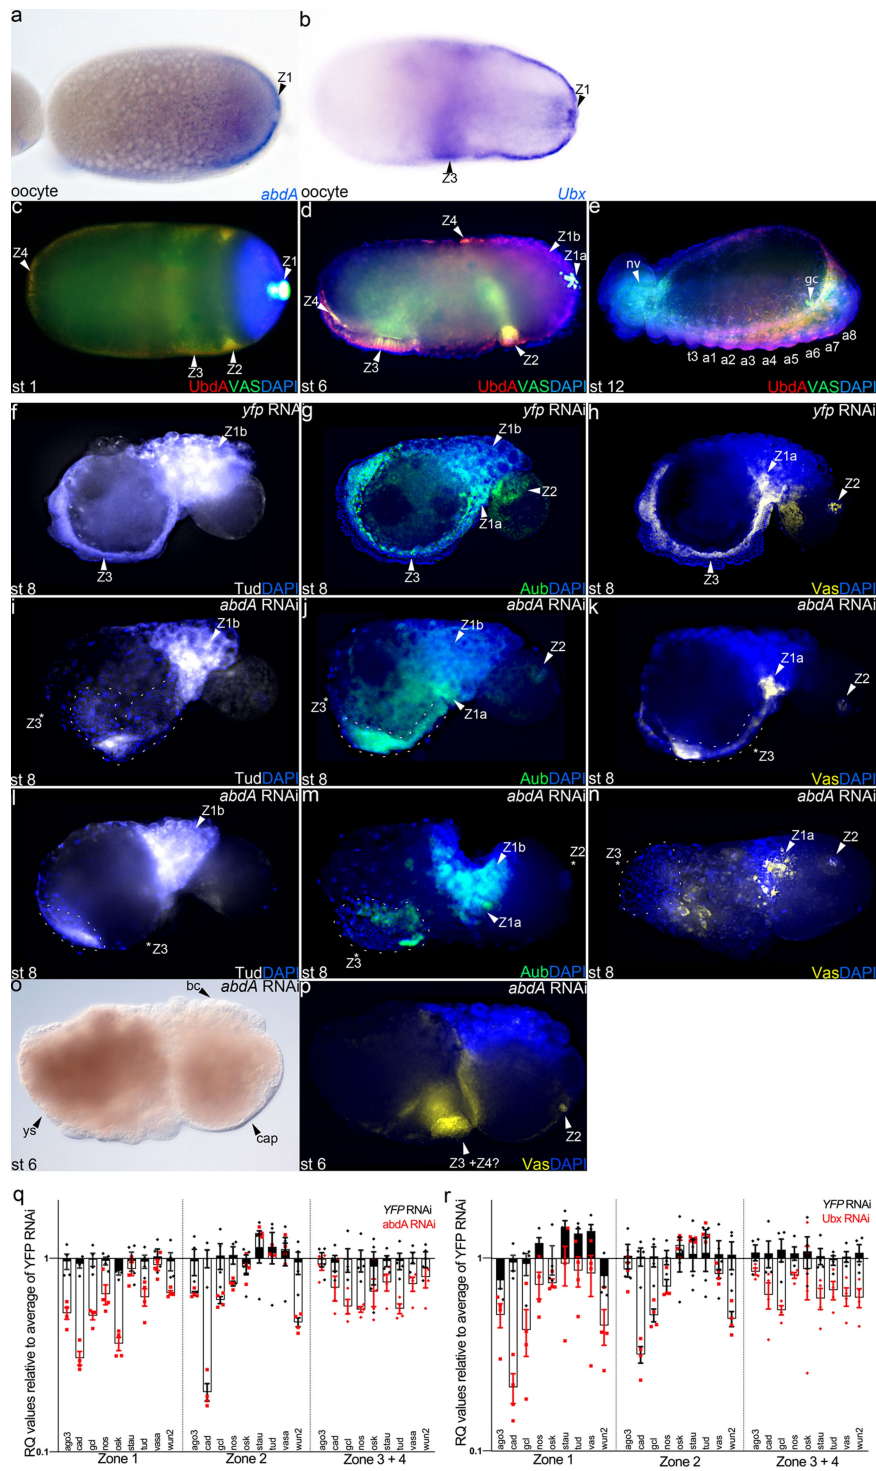 a
Z1
oocyte
abdA
b
Z1
Z3
oocyte
Ubx
c
Z4
Z1
Z3
Z2
st 1
UbdAVASDAPI
d
Z4
Z1b
Z1a
Z4
Z3
Z2
st 6
UbdAVASDAPI
e
nv
gc
t3 a1 a2 a3 a4 a5 a6 a7 a8
st 12
UbdAVASDAPI
f
yfp RNAi
Z1b
Z3
st 8
TudDAPI
g
yfp RNAi
Z1b
Z2
Z1a
Z3
st 8
AubDAPI
h
yfp RNAi
Z1a
Z2
Z3
st 8
VasDAPI
i
abdA RNAi
Z1b
Z3*
st 8
TudDAPI
j
abdA RNAi
Z1b
Z2
Z3*
Z1a
st 8
AubDAPI
k
abdA RNAi
Z1a
Z2
*Z3
st 8
VasDAPI
l
abdA RNAi
Z1b
*Z3
st 8
TudDAPI
m
abdA RNAi
Z1b
Z2
*
Z1a
Z3*
st 8
AubDAPI
n
abdA RNAi
Z3
*
Z1a
Z2
st 8
VasDAPI
o
bc
abdA RNAi
ys
cap
st 6
p
abdA RNAi
Z2
Z3 +Z4?
st 6
VasDAPI
q
YFP RNAi
abdA RNAi
RQ values relative to average of YFP RNAi
1
0.1
ago3 cad gcl nos osk stau tud vasa wun2
ago3 cad gcl nos osk stau tud vasa wun2
ago3 cad gcl nos osk stau tud vasa wun2
Zone 1
Zone 2
Zone 3 + 4
r
YFP RNAi
Ubx RNAi
RQ values relative to average of YFP RNAi
1
0.1
ago3 cad gcl nos osk stau tud vas wun2
ago3 cad gcl nos osk stau tud vas wun2
ago3 cad gcl nos osk stau tud vas wun2
Zone 1
Zone 2
Zone 3 + 4